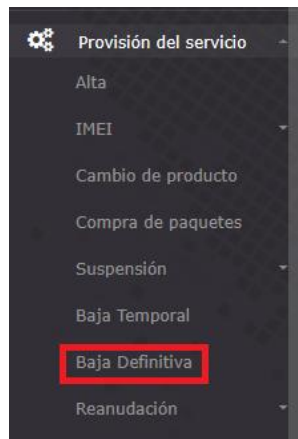 Provisión del servicio
Alta
IMEI
Cambio de producto
Compra de paquetes
Suspensión
Baja Temporal
Baja Definitiva
Reanudación